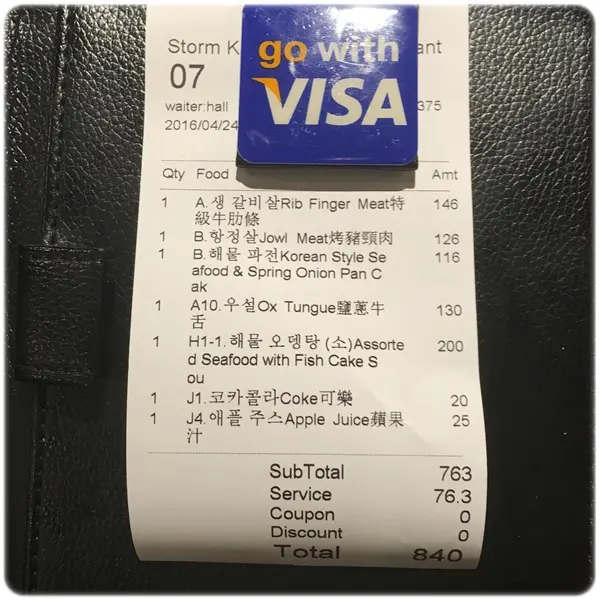 Storm K
07
waiter:hall 375
2016/04/24
go with
VISA
Qty Food Amt
1 A.생 갈비살Rib Finger Meat特 146
級牛肋條
1 B.항정살Jowl Meat烤豬頸肉 126
1 B.해물 파전Korean Style Se 116
afood & Spring Onion Pan C
ak
1 A10.우설Ox Tongue鹽蔥牛 130
舌
1 H1-1.해물 오뎅탕 (소)Assorte 200
d Seafood with Fish Cake S
ou
1 J1.코카콜라Coke可樂 20
1 J4.애플 주스Apple Juice蘋果 25
汁
SubTotal 763
Service 76.3
Coupon 0
Discount 0
Total 840